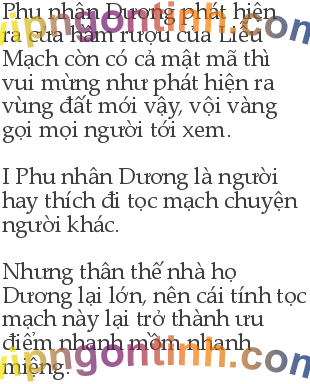 Phu nhân Dương phát hiện
ra cửa hầm rượu của Liêu
Mạch còn có cả mật mã thì
vui mừng như phát hiện ra
vùng đất mới vậy, vội vàng
gọi mọi người tới xem.
I Phu nhân Dương là người
hay thích đi tọc mạch chuyện
người khác.
Nhưng thân thế nhà họ
Dương lại lớn, nên cái tính tọc
mạch này lại trở thành ưu
điểm nhanh mồm nhanh
miệng.
vipngontinh.com
vipngontinh.com